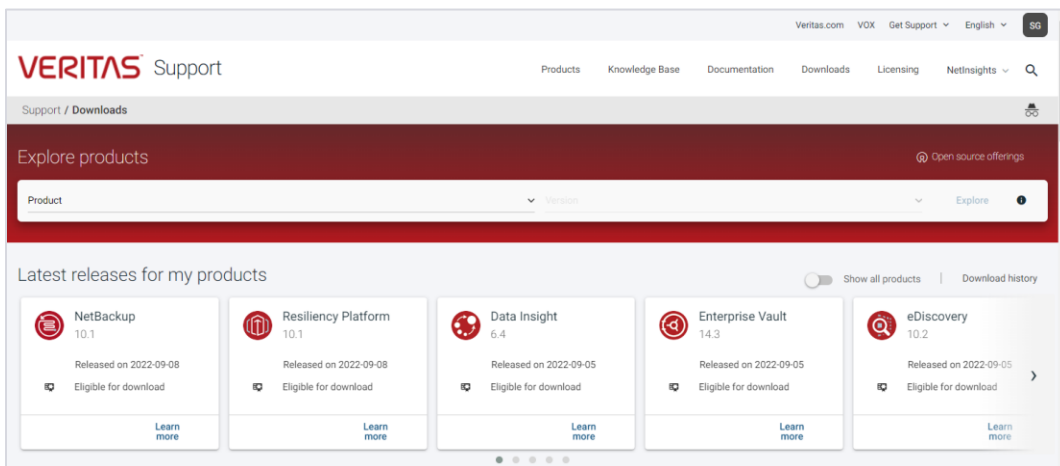 Veritas.com VOX Get Support English SG
VERITAS Support
Products Knowledge Base Documentation Downloads Licensing NetInsights
Support / Downloads
Explore products
Open source offerings
Product Version Explore
Latest releases for my products
Show all products | Download history
NetBackup
10.1
Released on 2022-09-08
Eligible for download
Learn
more
Resiliency Platform
10.1
Released on 2022-09-08
Eligible for download
Learn
more
Data Insight
6.4
Released on 2022-09-05
Eligible for download
Learn
more
Enterprise Vault
14.3
Released on 2022-09-05
Eligible for download
Learn
more
eDiscovery
10.2
Released on 2022-09-05
Eligible for download
Learn
more